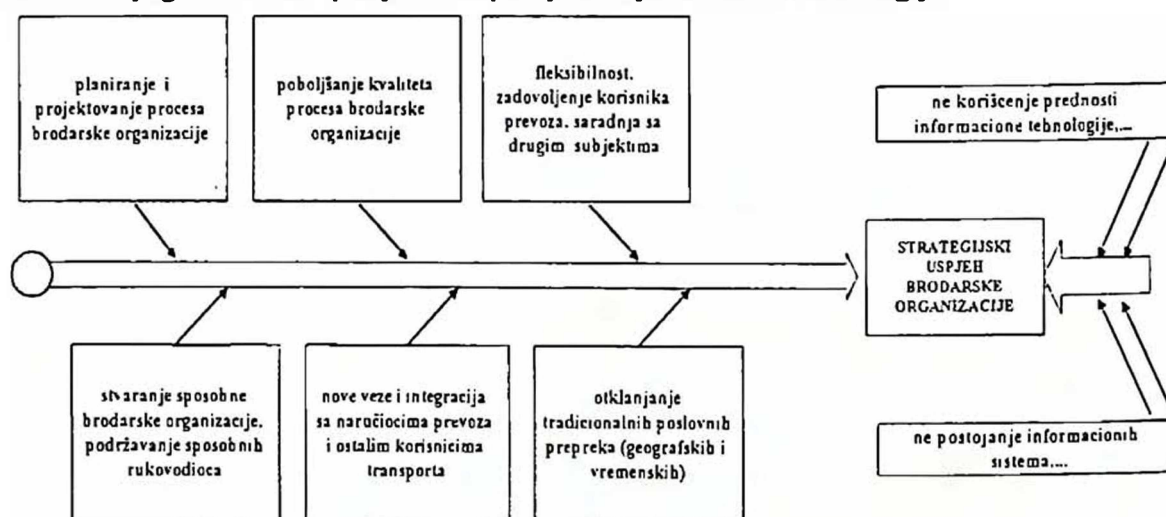 planiranje i
projektovanje procesa
brodarske organizacije
poboljšanje kvaliteta
procesa brodarske
organizacije
fleksibilnost,
zadovoljenje korisnika
prevoza, saradnja sa
drugim subjektima
ne korišcenje prednosti
informacione tehnologije,...
STRATEGIJSKI
USPJEH
BRODARSKE
ORGANIZACIJE
stvaranje sposobne
brodarske organizacije,
podržavanje sposobnih
rukovodioca
nove veze i integracija
sa naročiocima prevoza
i ostalim korisnicima
transporta
otklanjanje
tradicionalnih poslovnih
prepreka (geografskih i
vremenskih)
ne postojanje informacionih
sistema,...